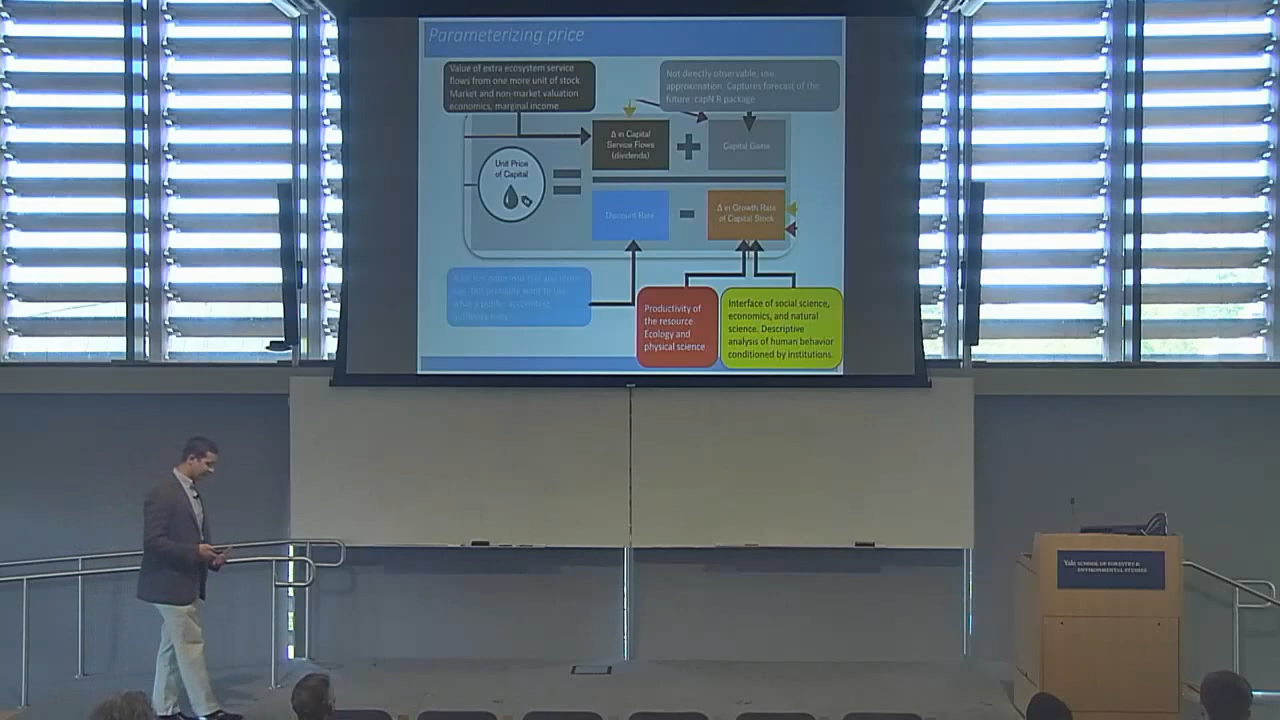 Parameterizing price
Value of extra ecosystem service
flows from one more unit of stock.
Market and non-market valuation
economics, marginal income
Not directly observable, use
approximation. Captures forecast of the
future: capN R package
Unit Price
of Capital
=
Δ in Capital
Service Flows
(dividends)
+
Capital Gains
Discount Rate
-
Δ in Growth Rate
of Capital Stock
Productivity of
the resource.
Ecology and
physical science
Interface of social science,
economics, and natural
science. Descriptive
analysis of human behavior
conditioned by institutions.
Yale SCHOOL OF FORESTRY &
ENVIRONMENTAL STUDIES